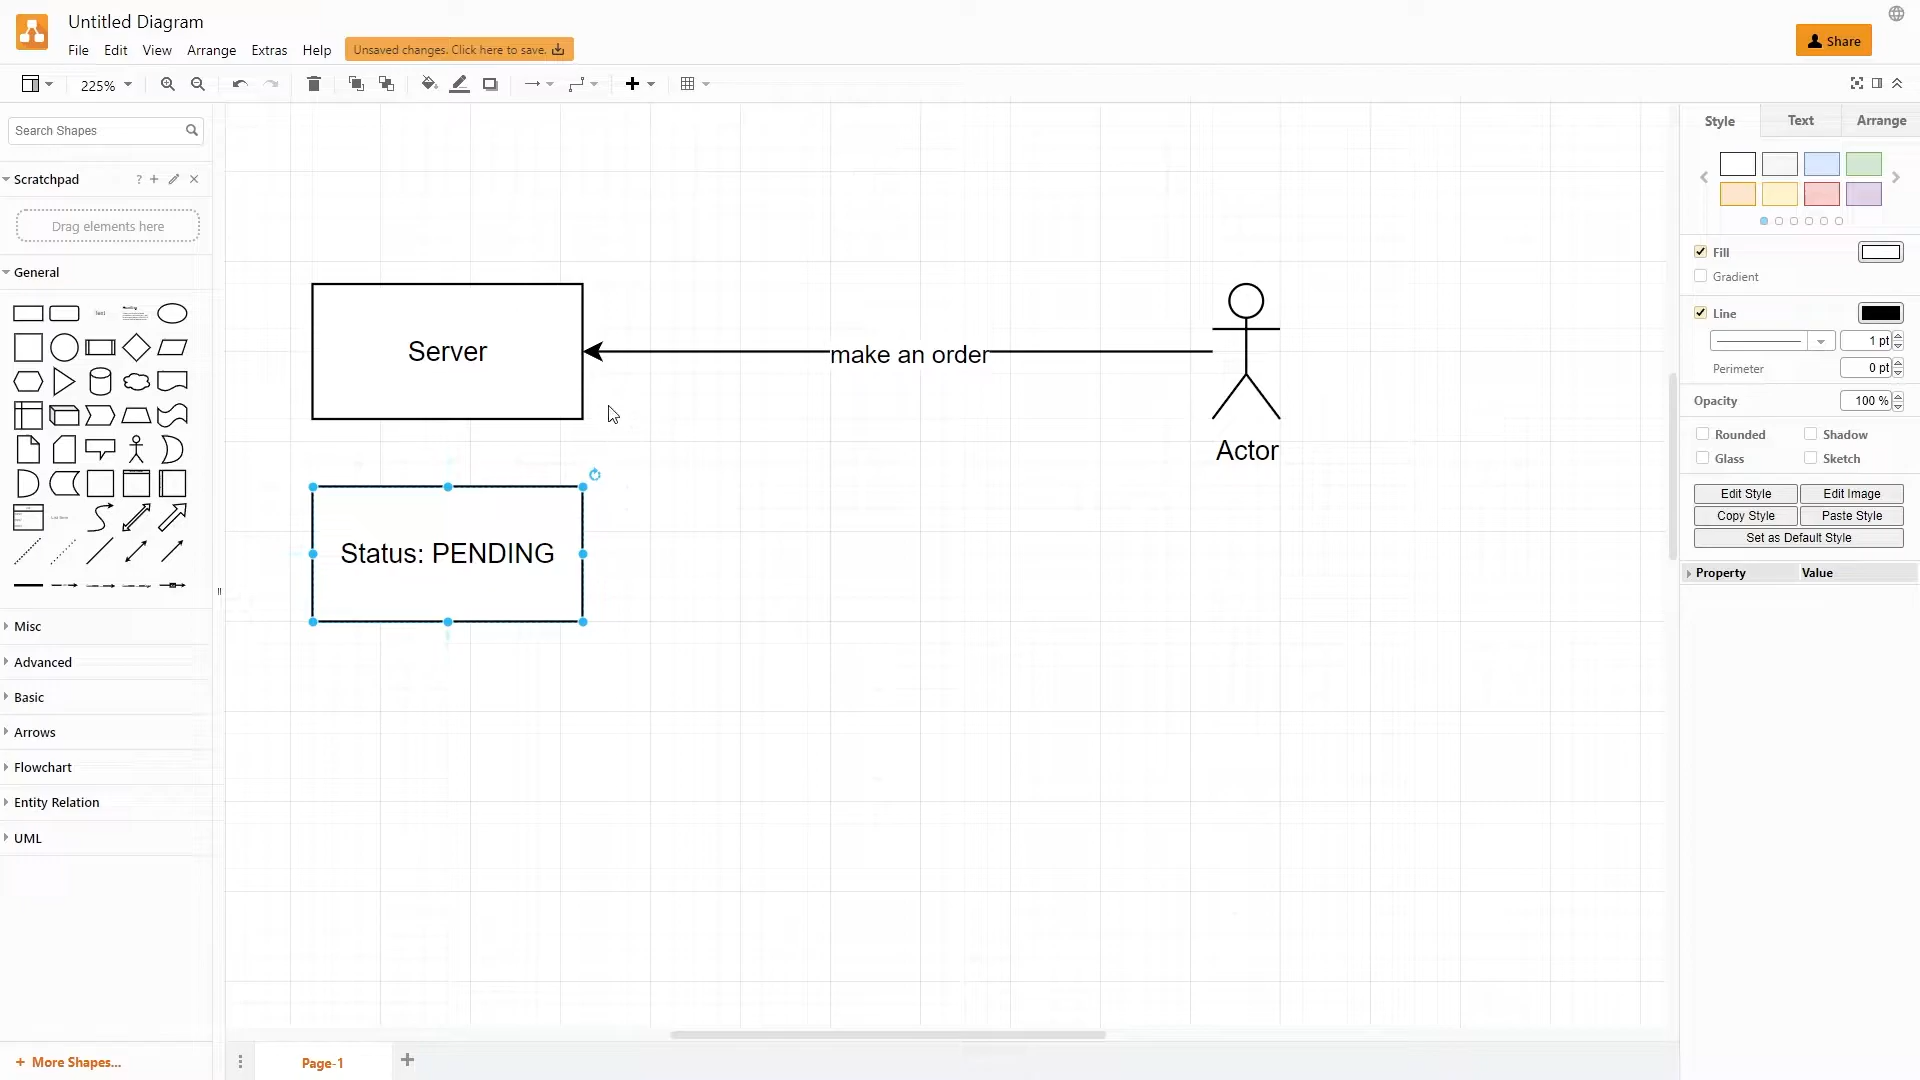 Untitled Diagram
File Edit View Arrange Extras Help Unsaved changes. Click here to save.
Share
225%
Search Shapes
Scratchpad ?
Drag elements here
General
Text
Heading
Misc
Advanced
Basic
Arrows
Flowchart
Entity Relation
UML
+ More Shapes...
Server
make an order
Actor
Status: PENDING
Page-1
Style Text Arrange
Fill
Gradient
Line
1 pt
Perimeter 0 pt
Opacity 100 %
Rounded Shadow
Glass Sketch
Edit Style Edit Image
Copy Style Paste Style
Set as Default Style
Property Value